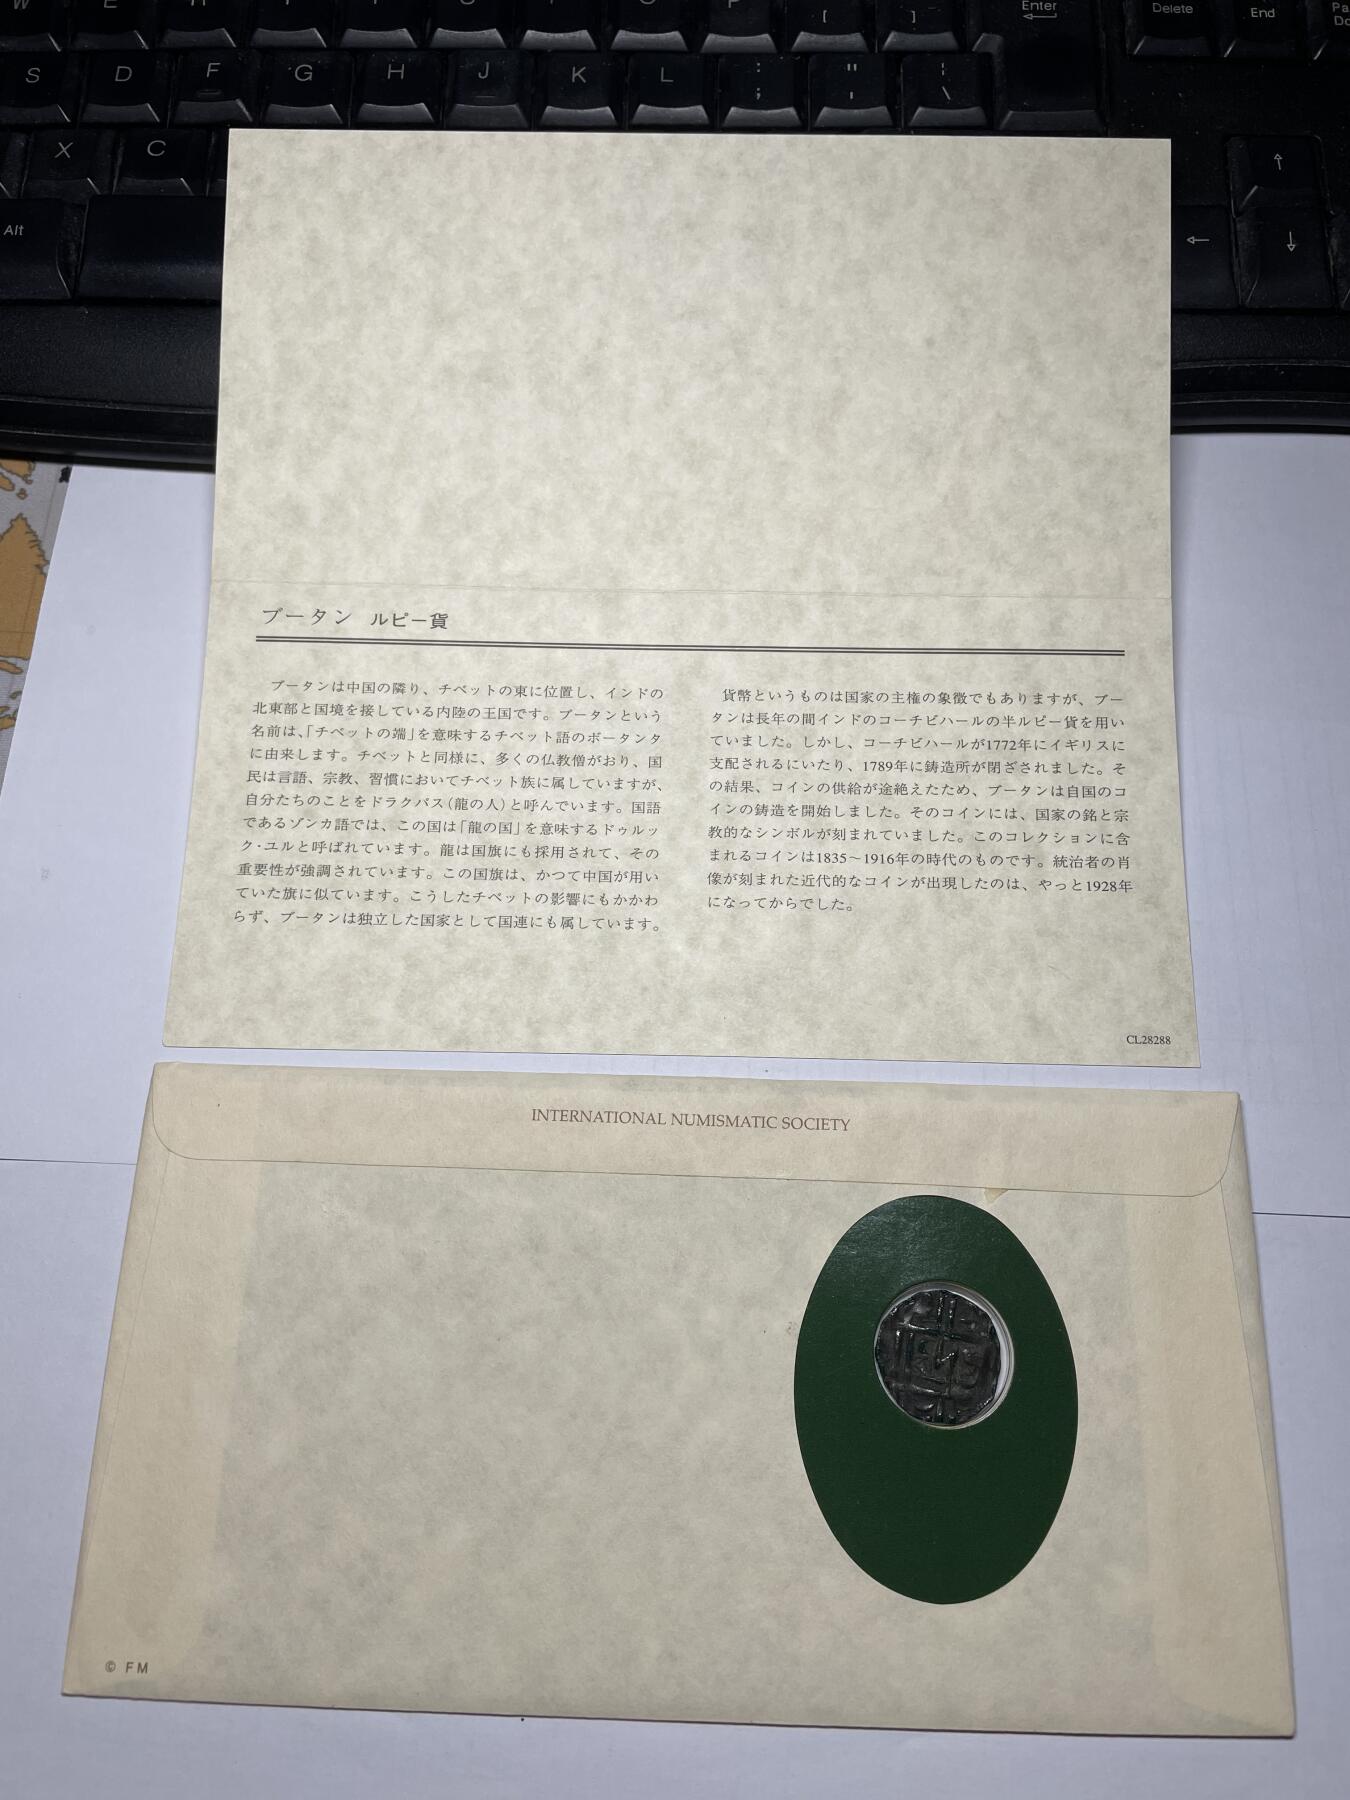 W E R T Y U I O P { [ } ] Enter Delete End Pa Do
S D F G H J K L : ; " ' ¦ \
X C ↑
Alt ← ↓
ブータン ルピー貨
ブータンは中国の隣り、チベットの東に位置し、インドの
北東部と国境を接している内陸の王国です。ブータンという
名前は、「チベットの端」を意味するチベット語のボータンタ
に由来します。チベットと同様に、多くの仏教僧がおり、国
民は言語、宗教、習慣においてチベット族に属していますが、
自分たちのことをドラクパス(龍の人)と呼んでいます。国語
であるゾンカ語では、この国は「龍の国」を意味するドゥルッ
ク·ユルと呼ばれています。龍は国旗にも採用されて、その
重要性が強調されています。この国旗は、かつて中国が用い
ていた旗に似ています。こうしたチベットの影響にもかかわ
らず、ブータンは独立した国家として国連にも属しています。
貨幣というものは国家の主権の象徴でもありますが、ブー
タンは長年の間インドのコーチビハールの半ルピー貨を用い
ていました。しかし、コーチビハールが1772年にイギリスに
支配されるにいたり、1789年に鋳造所が閉ざされました。そ
の結果、コインの供給が途絶えたため、ブータンは自国のコ
インの鋳造を開始しました。そのコインには、国家の銘と宗
教的なシンボルが刻まれていました。このコレクションに含
まれるコインは1835～1916年の時代のものです。統治者の肖
像が刻まれた近代的なコインが出現したのは、やっと1928年
になってからでした。
CL28288
INTERNATIONAL NUMISMATIC SOCIETY
© FM